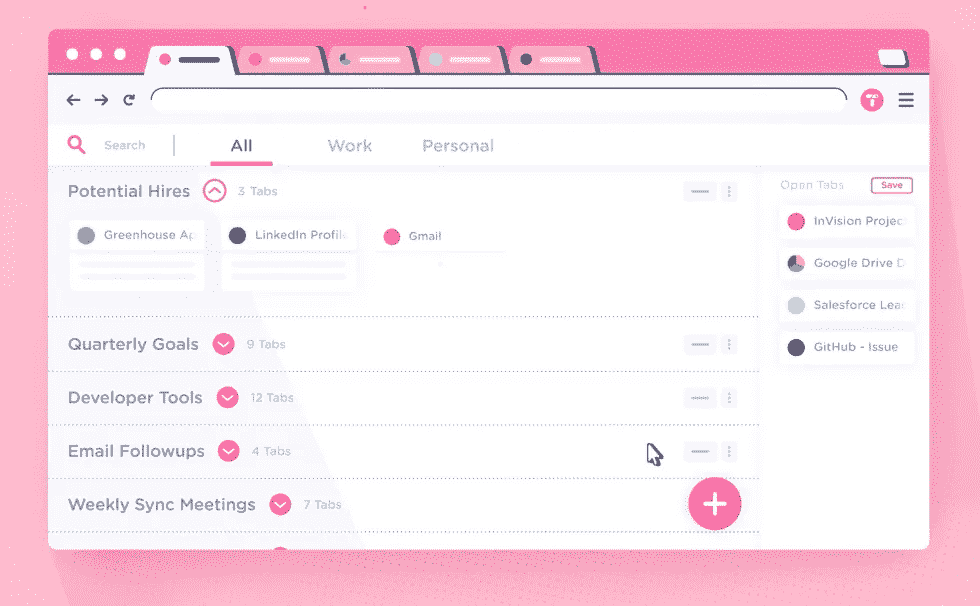 Search All Work Personal
Potential Hires 3 Tabs
Greenhouse Ap LinkedIn Profil Gmail
Quarterly Goals 9 Tabs
Developer Tools 12 Tabs
Email Followups 4 Tabs
Weekly Sync Meetings 7 Tabs
Open Tabs Save
InVision Projec
Google Drive D
Salesforce Lea
GitHub - Issue